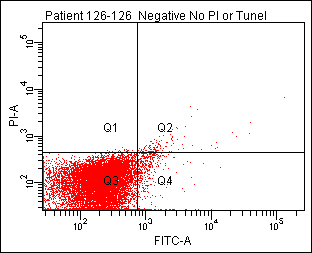 Patient 126-126 Negative No PI or Tunel
PI-A
10^5
10^4
10^3
10^2
Q1
Q2
Q3
Q4
10^2
10^3
10^4
10^5
FITC-A